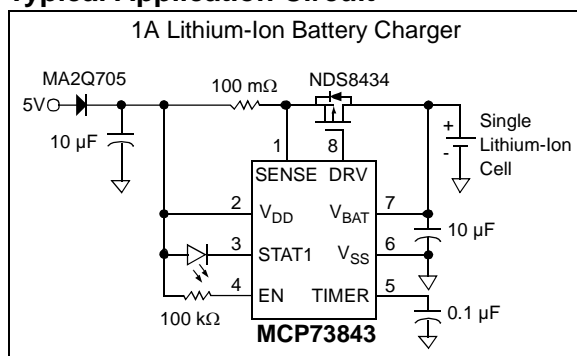 Typical Application Circuit
1A Lithium-Ion Battery Charger
MA2Q705
100 mΩ
NDS8434
5V
10 µF
+
-
Single
Lithium-Ion
Cell
1
8
SENSE
DRV
2
VDD
VBAT
7
10 µF
3
STAT1
VSS
6
4
EN
TIMER
5
100 kΩ
0.1 µF
MCP73843